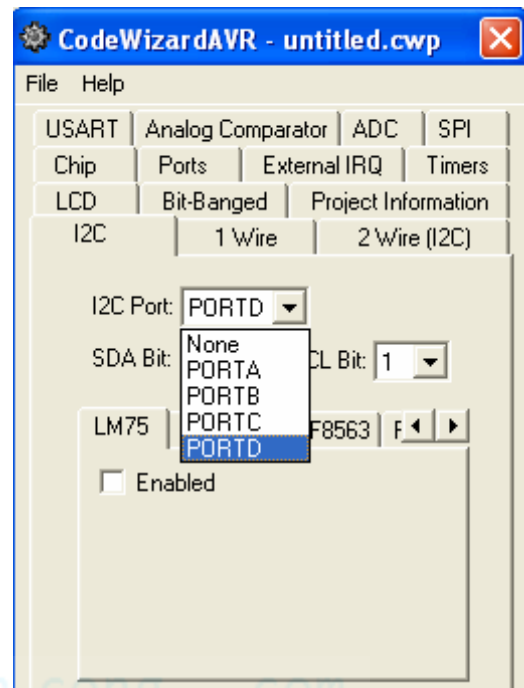 CodeWizardAVR - untitled.cwp
File Help
USART Analog Comparator ADC SPI
Chip Ports External IRQ Timers
LCD Bit-Banged Project Information
I2C 1 Wire 2 Wire (I2C)
I2C Port: PORTD
SDA Bit: CL Bit: 1
None
PORTA
PORTB
PORTC
PORTD
LM75 F8563
Enabled